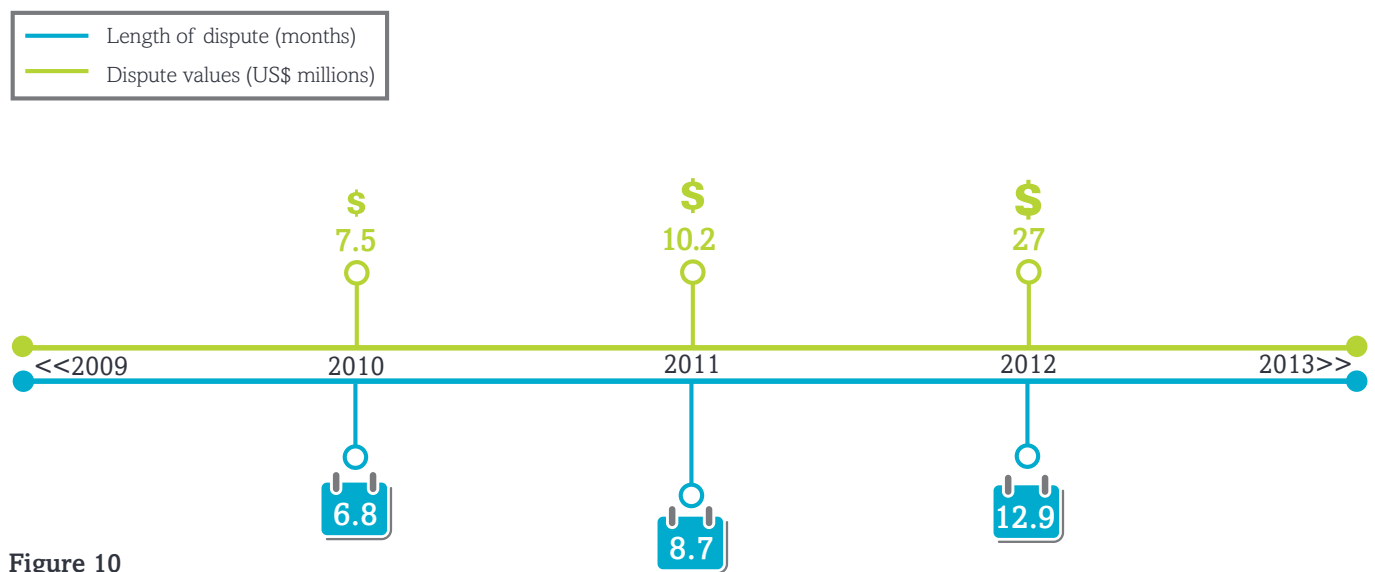 Length of dispute (months)
Dispute values (US$ millions)
$ $ $
7.5 10.2 27
<<2009 2010 2011 2012 2013>>
6.8 8.7 12.9
Figure 10